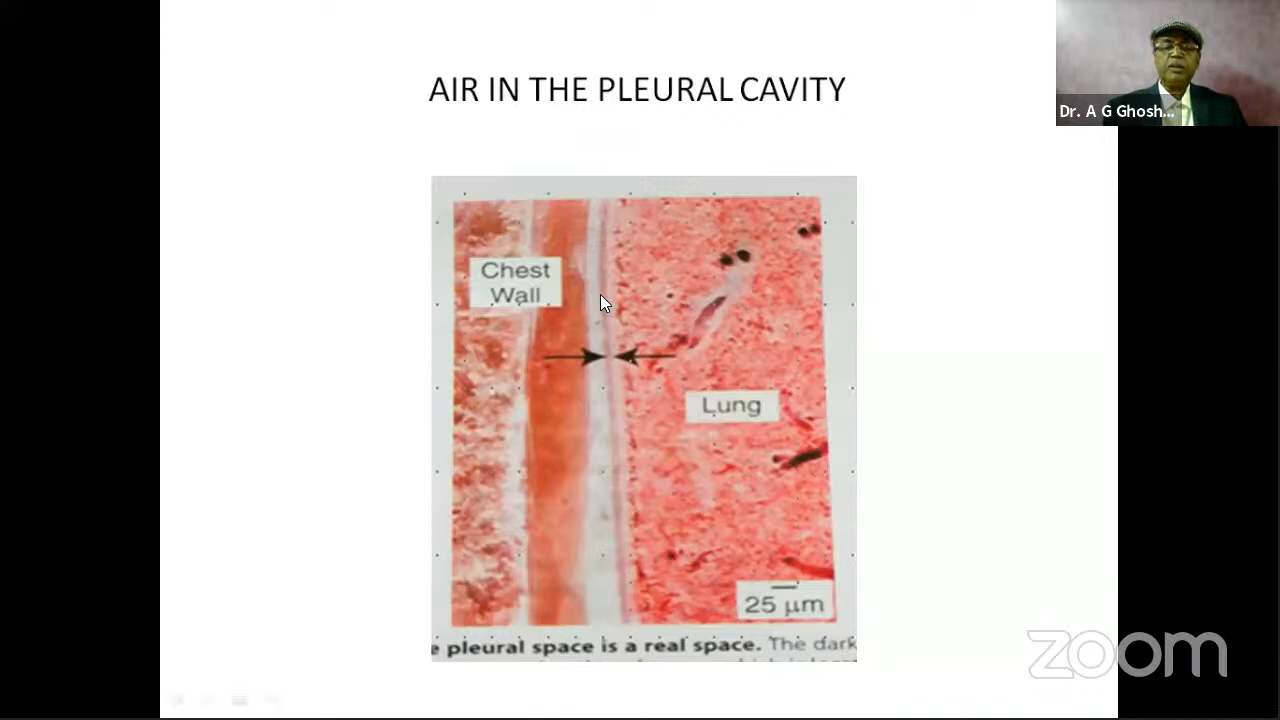 AIR IN THE PLEURAL CAVITY
Dr. A G Ghosh...
Chest
Wall
Lung
25 μm
e pleural space is a real space. The dark
zoom